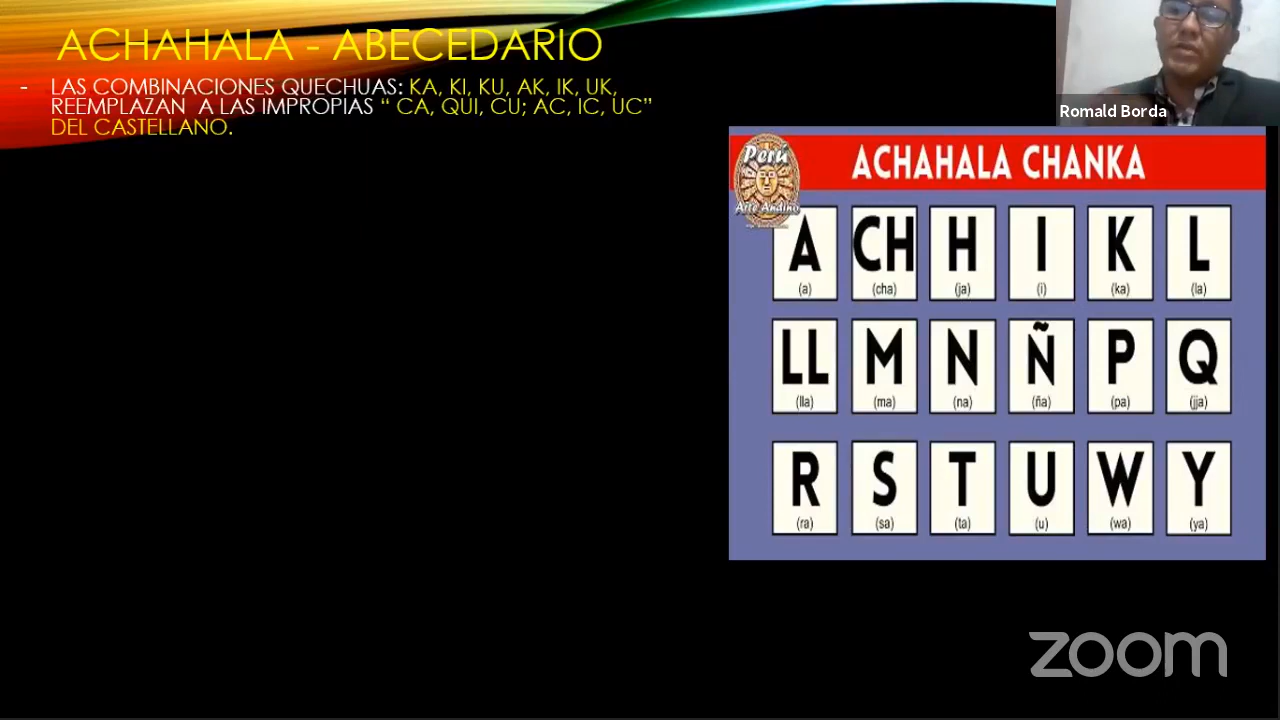 ACHAHALA - ABECEDARIO
- LAS COMBINACIONES QUECHUAS: KA, KI, KU, AK, IK, UK,
REEMPLAZAN A LAS IMPROPIAS “ CA, QUI, CU; AC, IC, UC”
DEL CASTELLANO.
Romald Borda
Perú
Arte Andino
ACHAHALA CHANKA
A CH H I K L
(a) (cha) (ja) (i) (ka) (la)
LL M N Ñ P Q
(lla) (ma) (na) (ña) (pa) (jja)
R S T U W Y
(ra) (sa) (ta) (u) (wa) (ya)
zoom